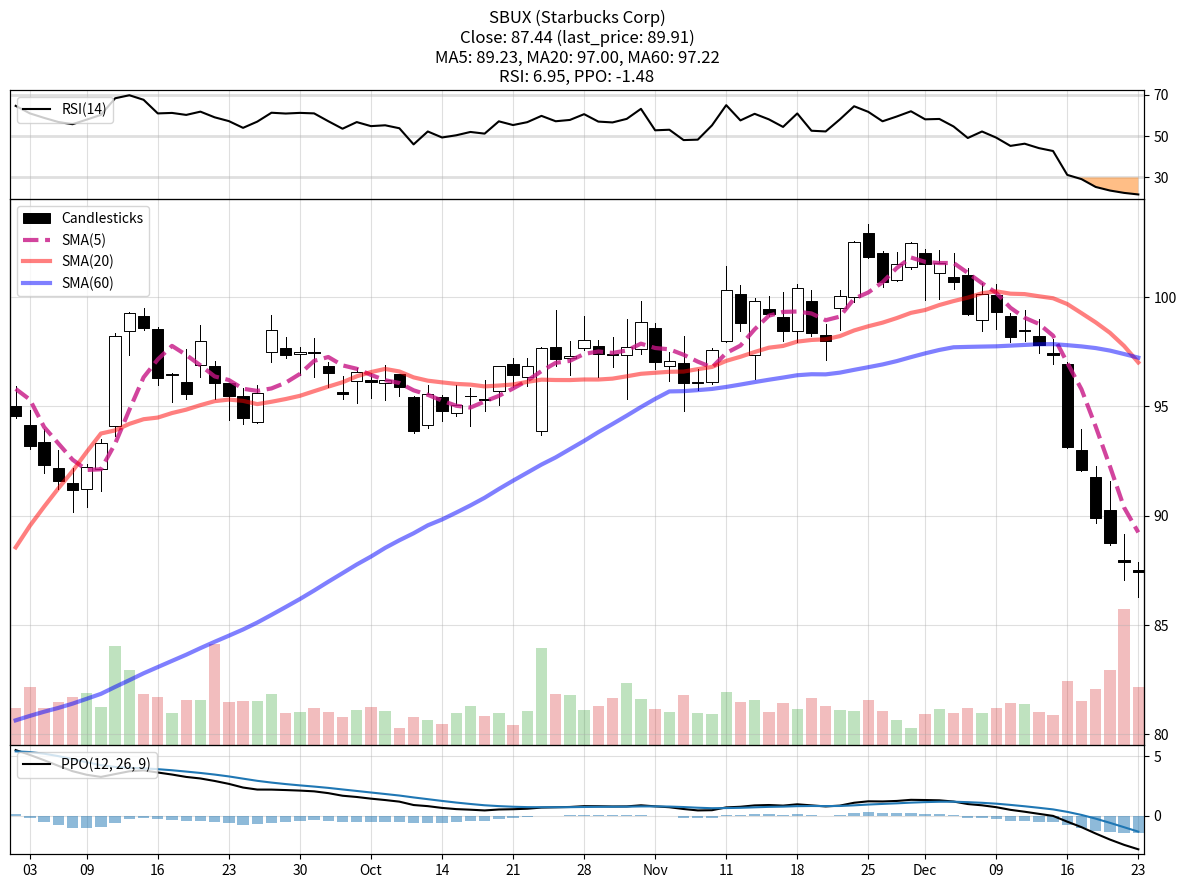 SBUX (Starbucks Corp)
Close: 87.44 (last_price: 89.91)
MA5: 89.23, MA20: 97.00, MA60: 97.22
RSI: 6.95, PPO: -1.48
RSI(14)
70
50
30
Candlesticks
SMA(5)
SMA(20)
SMA(60)
100
95
90
85
80
PPO(12, 26, 9)
5
0
03 09 16 23 30 Oct 14 21 28 Nov 11 18 25 Dec 09 16 23